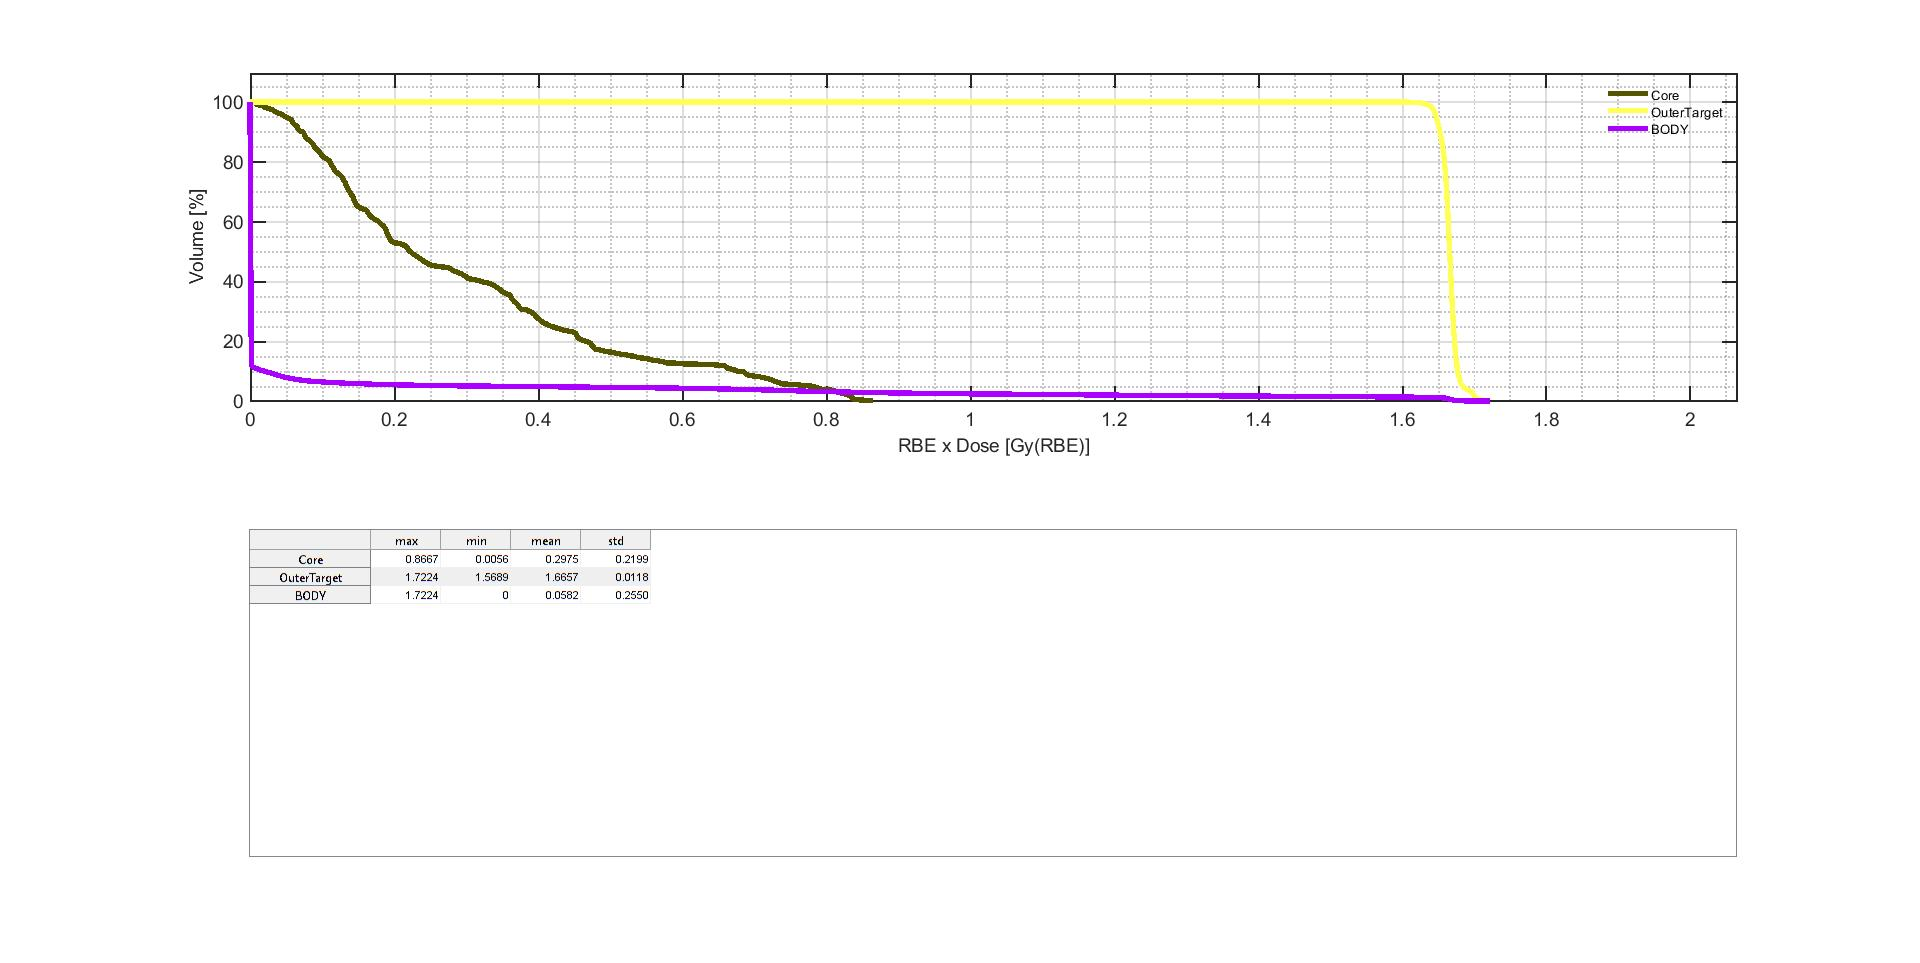 Core
OuterTarget
BODY
100
80
60
40
20
0
Volume [%]
0 0.2 0.4 0.6 0.8 1 1.2 1.4 1.6 1.8 2
RBE x Dose [Gy(RBE)]
max min mean std
Core 0.8667 0.0056 0.2975 0.2199
OuterTarget 1.7224 1.5689 1.6657 0.0118
BODY 1.7224 0 0.0582 0.2550